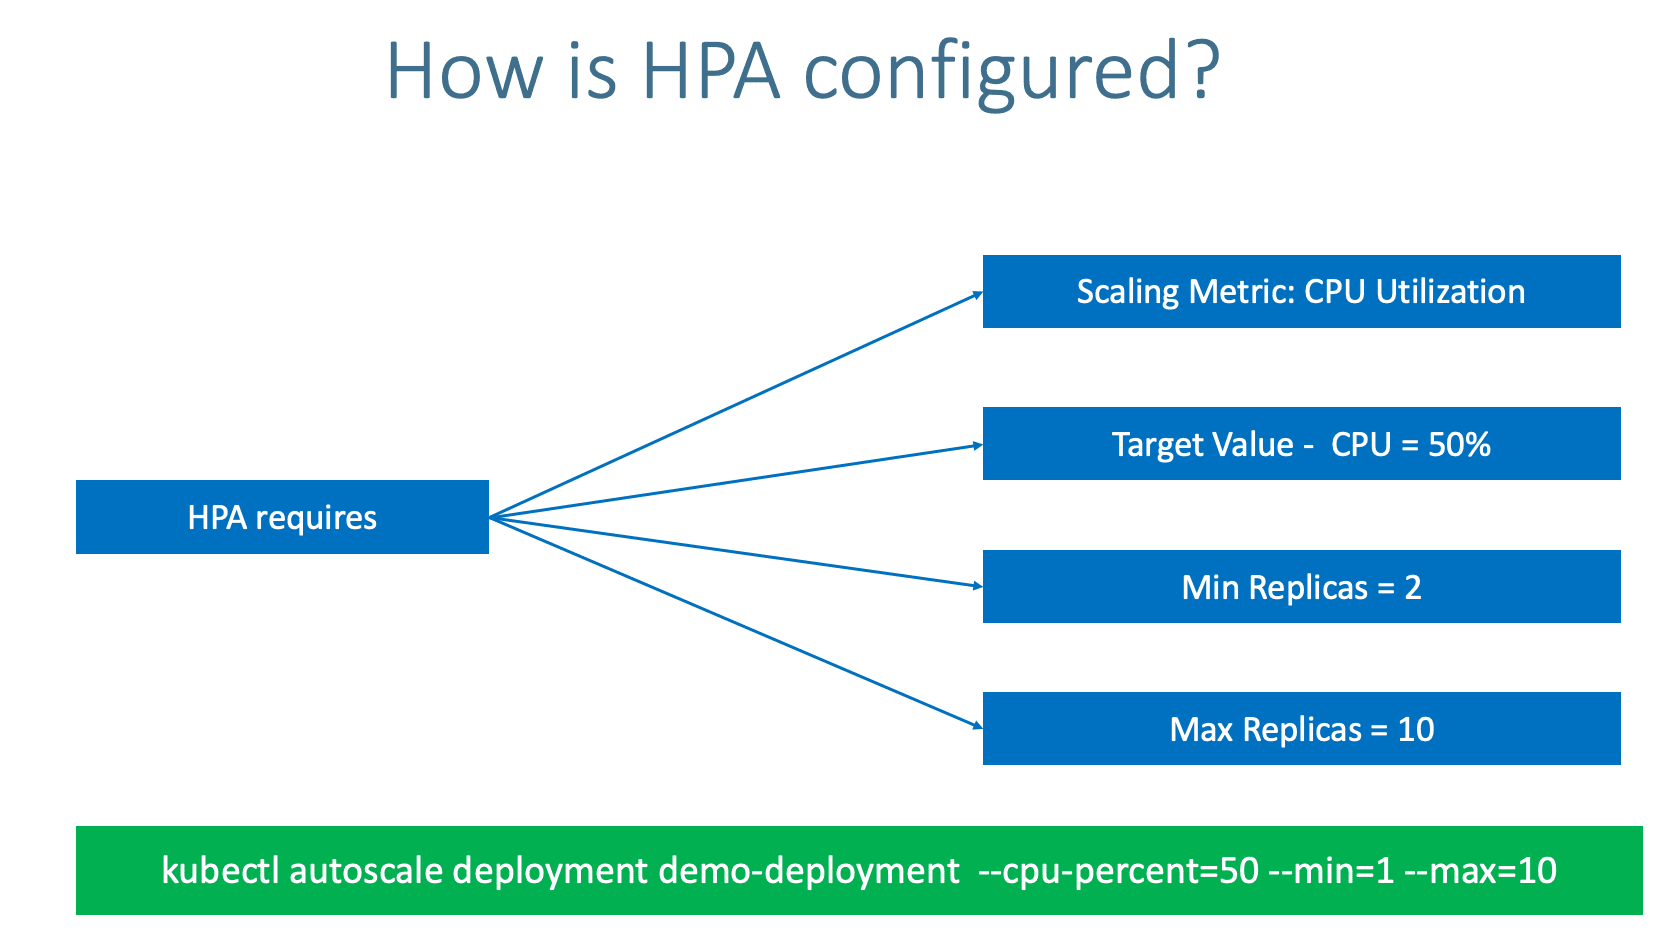 How is HPA configured?
Scaling Metric: CPU Utilization
Target Value -  CPU = 50%
HPA requires
Min Replicas = 2
Max Replicas = 10
kubectl autoscale deployment demo-deployment  --cpu-percent=50 --min=1 --max=10